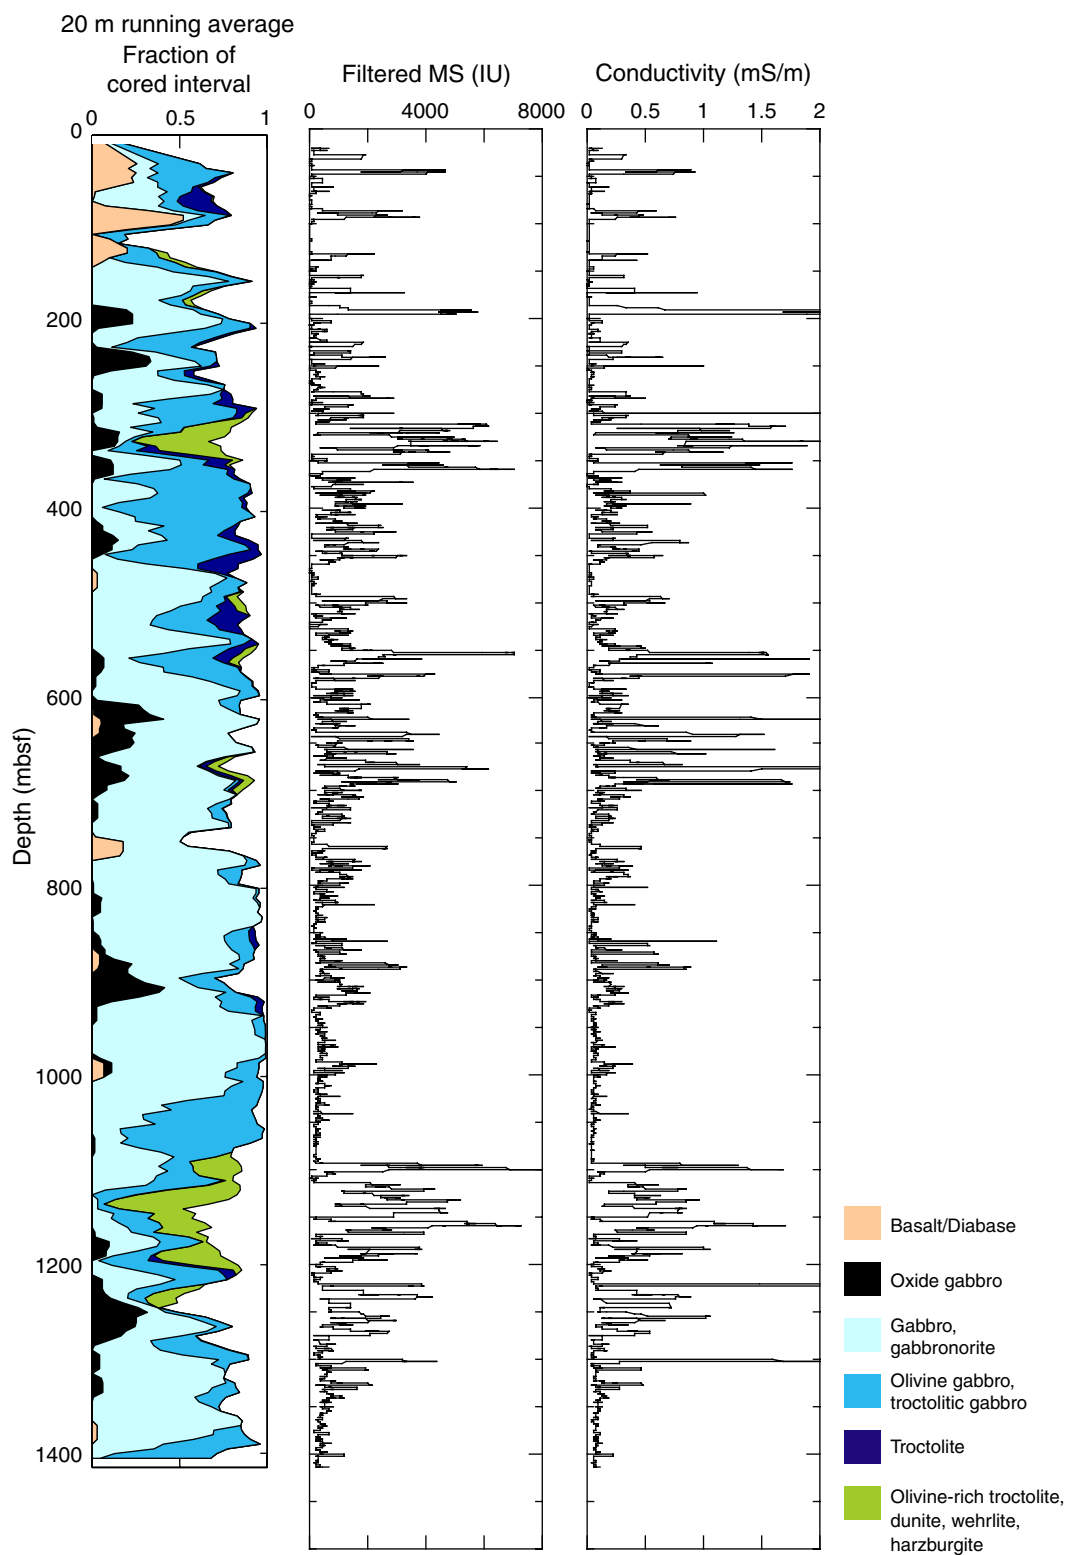 20 m running average
Fraction of
cored interval
Filtered MS (IU)
Conductivity (mS/m)
0 0.5 1
0 4000 8000
0 0.5 1 1.5 2
0
200
400
600
800
1000
1200
1400
Depth (mbsf)
Basalt/Diabase
Oxide gabbro
Gabbro,
gabbronorite
Olivine gabbro,
troctolitic gabbro
Troctolite
Olivine-rich troctolite,
dunite, wehrlite,
harzburgite